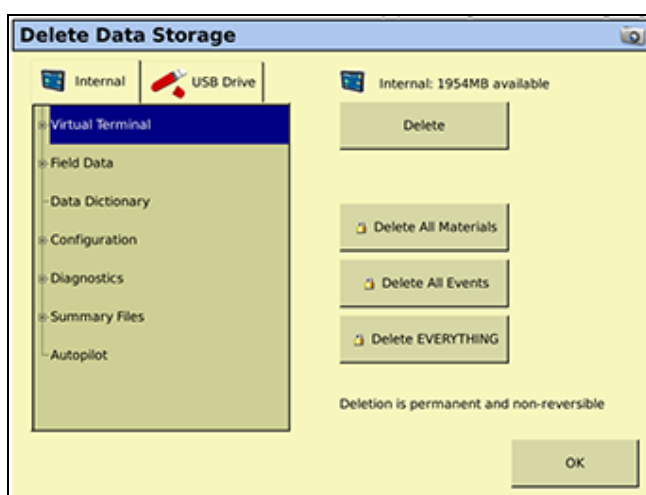 Delete Data Storage
Internal
USB Drive
Internal: 1954MB available
Virtual Terminal
Delete
Field Data
Data Dictionary
Delete All Materials
Configuration
Diagnostics
Delete All Events
Summary Files
Delete EVERYTHING
Autopilot
Deletion is permanent and non-reversible
OK